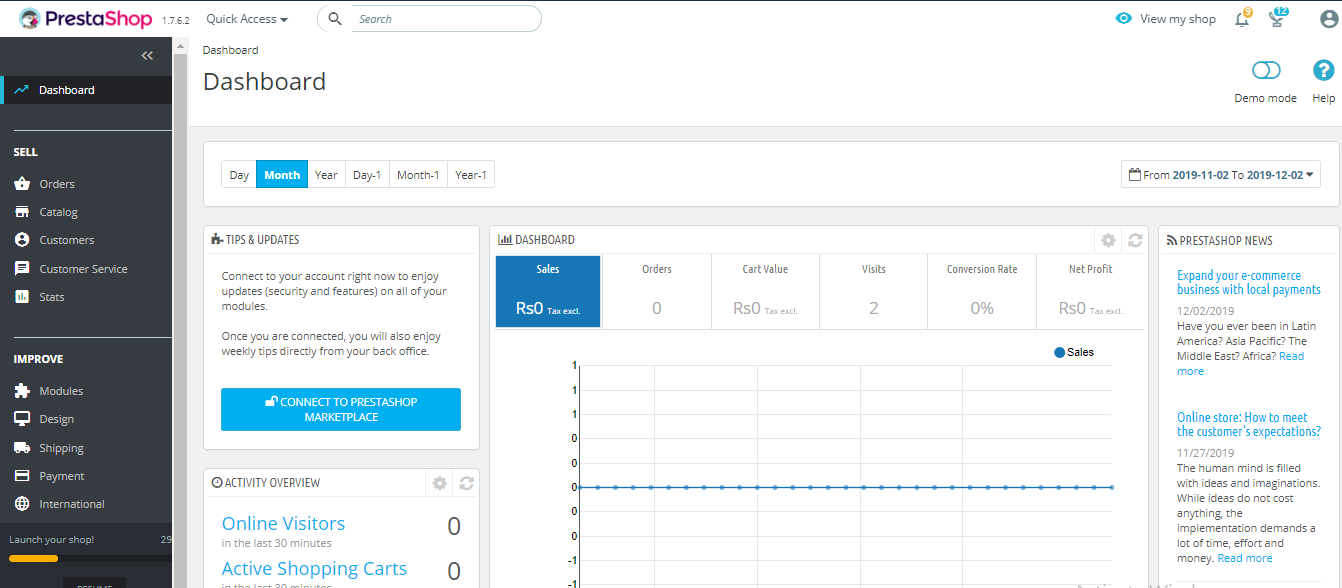 PrestaShop 1.7.6.2 Quick Access Search View my shop 9 12
Dashboard
Dashboard
Demo mode Help
Dashboard
SELL
Orders
Catalog
Customers
Customer Service
Stats
IMPROVE
Modules
Design
Shipping
Payment
International
Launch your shop! 29
Day Month Year Day-1 Month-1 Year-1 From 2019-11-02 To 2019-12-02
TIPS & UPDATES
Connect to your account right now to enjoy
updates (security and features) on all of your
modules.
Once you are connected, you will also enjoy
weekly tips directly from your back office.
CONNECT TO PRESTASHOP
MARKETPLACE
ACTIVITY OVERVIEW
Online Visitors 0
in the last 30 minutes
Active Shopping Carts 0
in the last 30 minutes
DASHBOARD
Sales Orders Cart Value Visits Conversion Rate Net Profit
Rs0 Tax excl. 0 Rs0 Tax excl. 2 0% Rs0 Tax excl.
Sales
1
1
1
0
0
0
0
0
-1
-1
PRESTASHOP NEWS
Expand your e-commerce
business with local payments
12/02/2019
Have you ever been in Latin
America? Asia Pacific? The
Middle East? Africa? Read
more
Online store: How to meet
the customer's expectations?
11/27/2019
The human mind is filled
with ideas and imaginations.
While ideas do not cost
anything, the
implementation demands a
lot of time, effort and
money. Read more